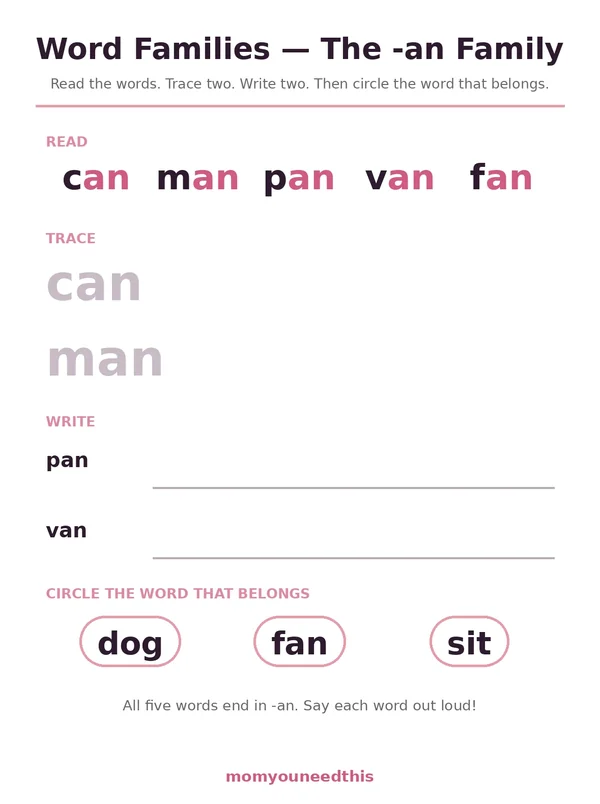 Word Families — The -an Family
Read the words. Trace two. Write two. Then circle the word that belongs.
READ
can man pan van fan
TRACE
can
man
WRITE
pan
van
CIRCLE THE WORD THAT BELONGS
dog fan sit
All five words end in -an. Say each word out loud!
momyouneedthis